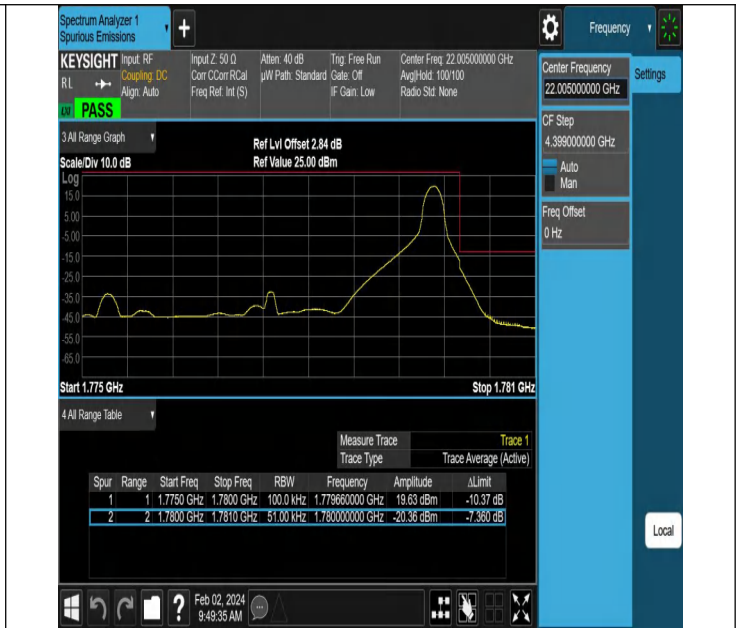 Spectrum Analyzer 1
Spurious Emissions
+
Frequency
KEYSIGHT
RL
Input: RF
Coupling: DC
Align: Auto
Input Z: 50 Ω
Corr CCorr RCal
Freq Ref: Int (S)
Atten: 40 dB
µW Path: Standard
Trig: Free Run
Gate: Off
IF Gain: Low
Center Freq: 22.005000000 GHz
Avg|Hold: 100/100
Radio Std: None
PASS
Center Frequency
22.005000000 GHz
Settings
CF Step
4.399000000 GHz
Auto
Man
Freq Offset
0 Hz
3 All Range Graph
Scale/Div 10.0 dB
Ref Lvl Offset 2.84 dB
Ref Value 25.00 dBm
Log
15.0
5.00
-5.00
-15.0
-25.0
-35.0
-45.0
-55.0
-65.0
Start 1.775 GHz
Stop 1.781 GHz
4 All Range Table
Measure Trace Trace 1
Trace Type Trace Average (Active)
Spur Range Start Freq Stop Freq RBW Frequency Amplitude ΔLimit
1 1 1.7750 GHz 1.7800 GHz 100.0 kHz 1.779660000 GHz 19.63 dBm -10.37 dB
2 2 1.7800 GHz 1.7810 GHz 51.00 kHz 1.780000000 GHz -20.36 dBm -7.360 dB
Local
?
Feb 02, 2024
9:49:35 AM